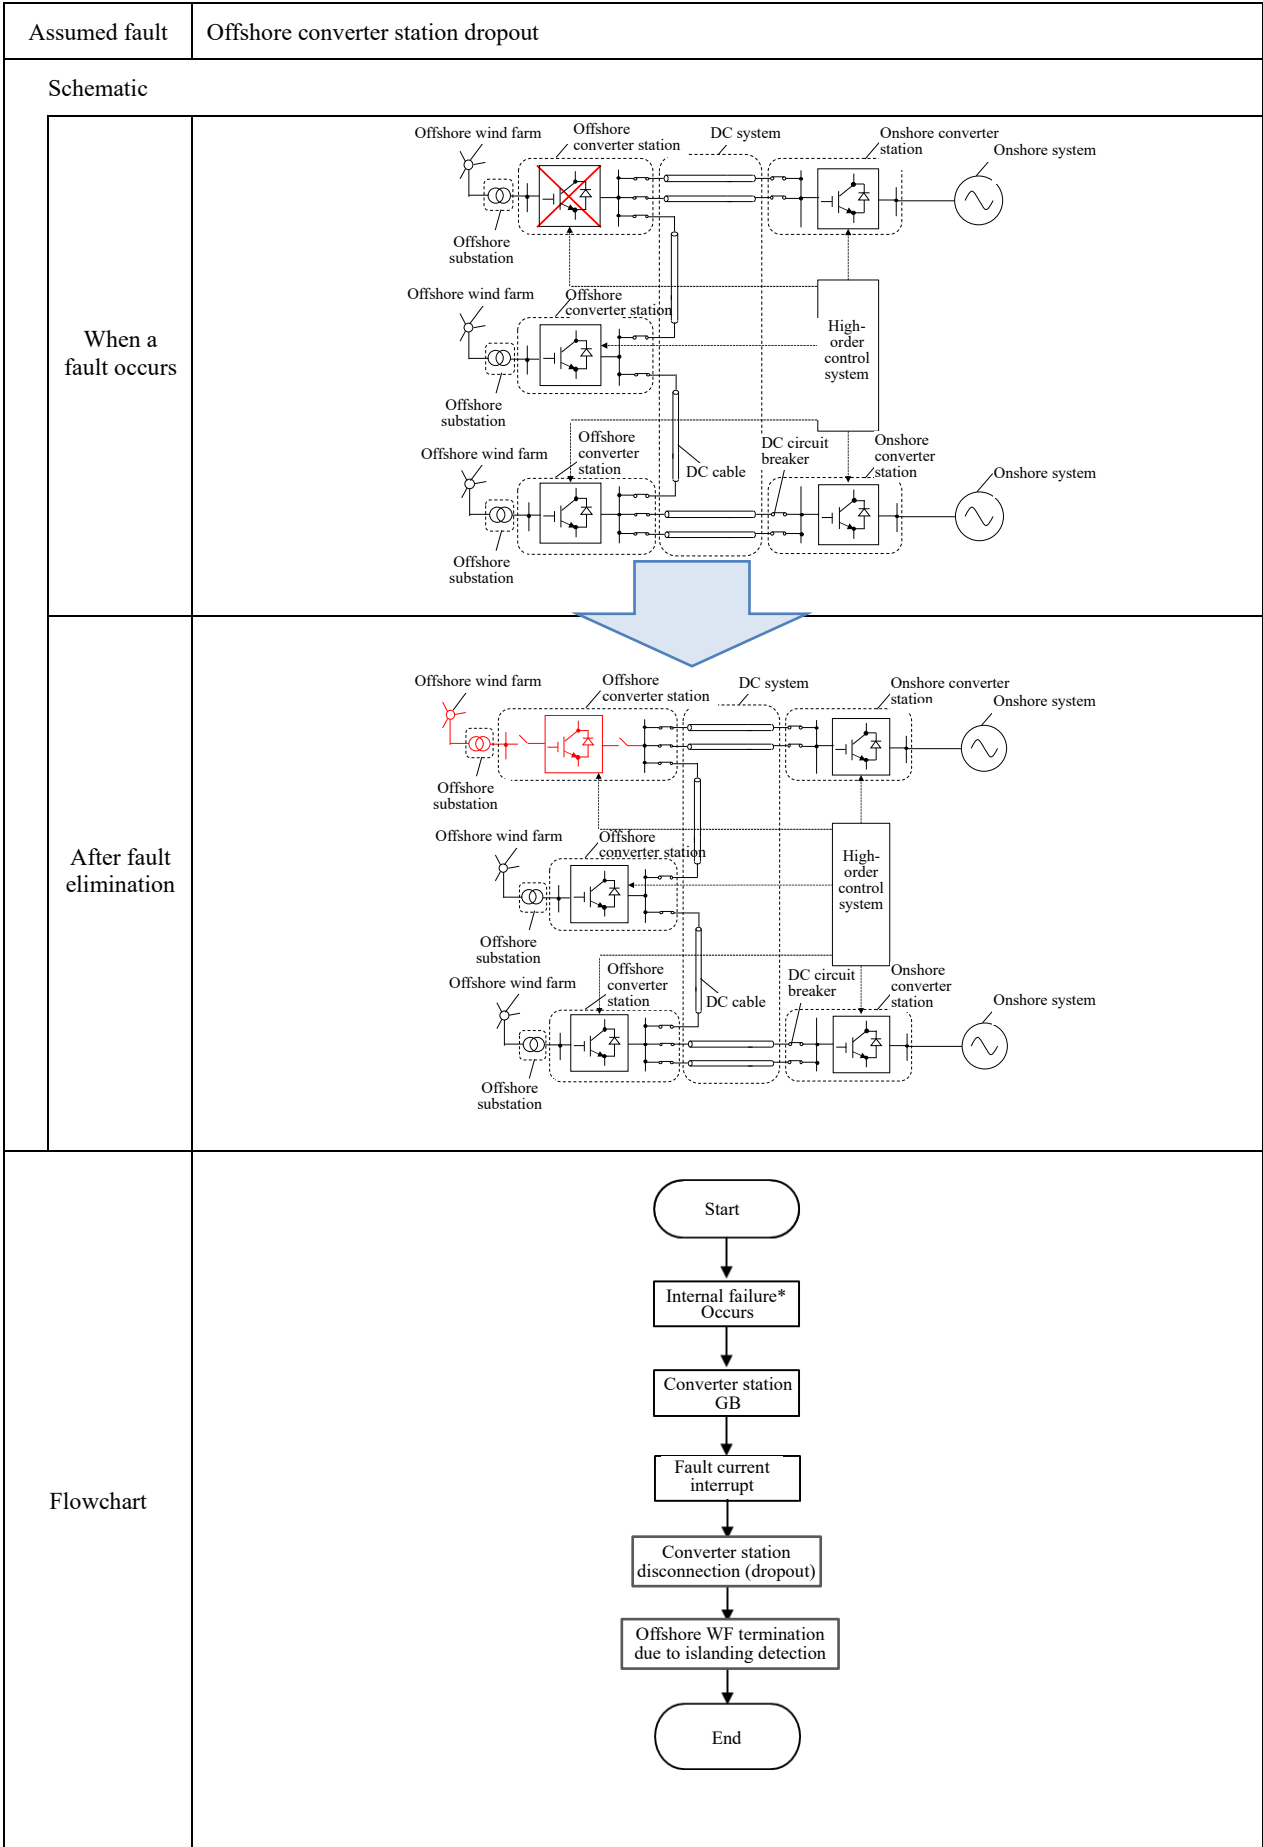 Assumed fault
Offshore converter station dropout
Schematic
When a
fault occurs
Offshore wind farm
Offshore
converter station
DC system
Onshore converter
station
Onshore system
Offshore
substation
Offshore wind farm
Offshore
converter station
High-
order
control
system
Offshore
substation
Offshore wind farm
Offshore
converter
station
DC cable
DC circuit
breaker
Onshore
converter
station
Onshore system
Offshore
substation
After fault
elimination
Offshore wind farm
Offshore
converter station
DC system
Onshore converter
station
Onshore system
Offshore
substation
Offshore wind farm
Offshore
converter station
High-
order
control
system
Offshore
substation
Offshore wind farm
Offshore
converter
station
DC cable
DC circuit
breaker
Onshore
converter
station
Onshore system
Offshore
substation
Flowchart
Start
Internal failure*
Occurs
Converter station
GB
Fault current
interrupt
Converter station
disconnection (dropout)
Offshore WF termination
due to islanding detection
End